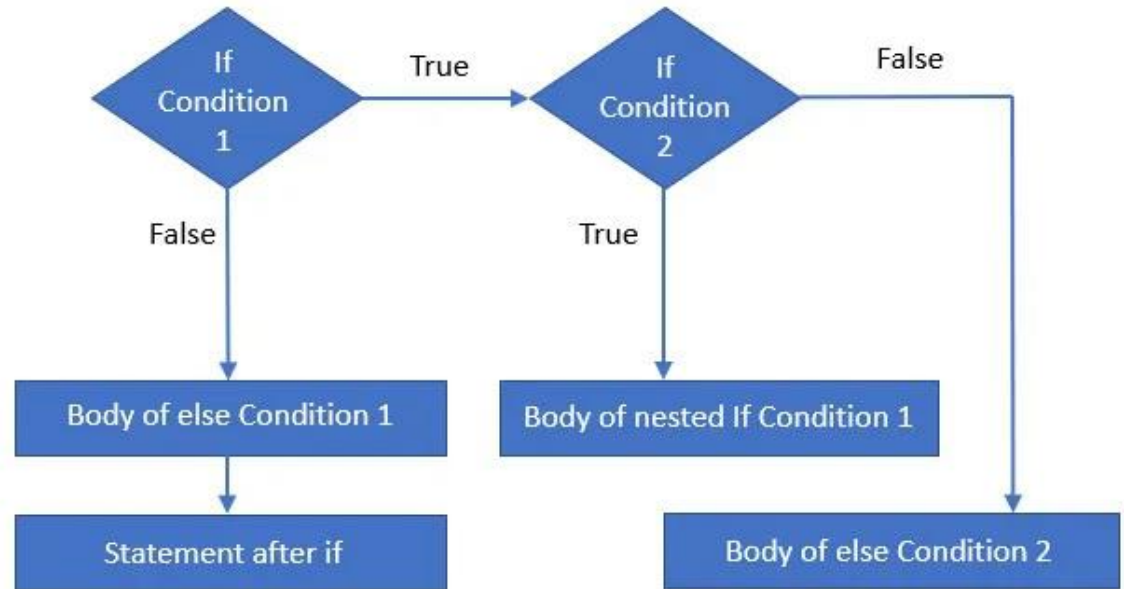 If
Condition
1
True
If
Condition
2
False
False
True
Body of else Condition 1
Body of nested If Condition 1
Statement after if
Body of else Condition 2